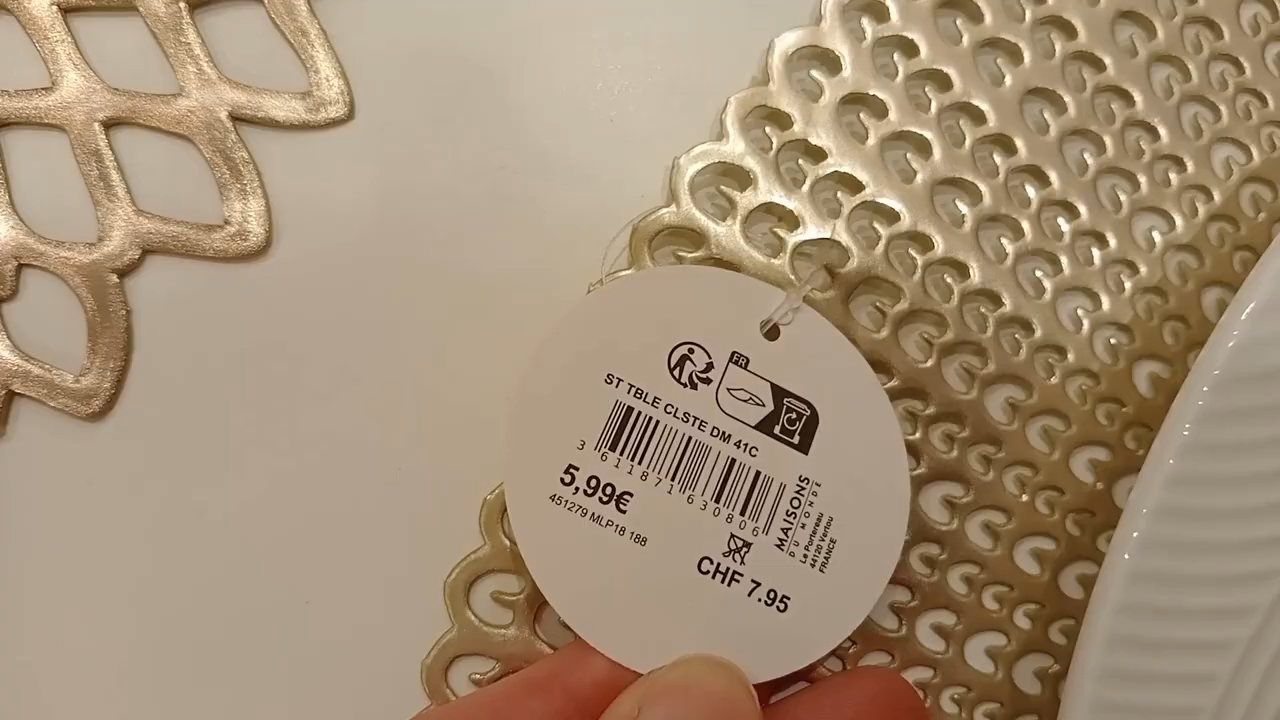 FR
ST TBLE CLSTE DM 41C
3 611871 630806
5,99€
451279 MLP18 188
CHF 7.95
MAISONS
DU MONDE
Le Portereau
44120 Vertou
FRANCE